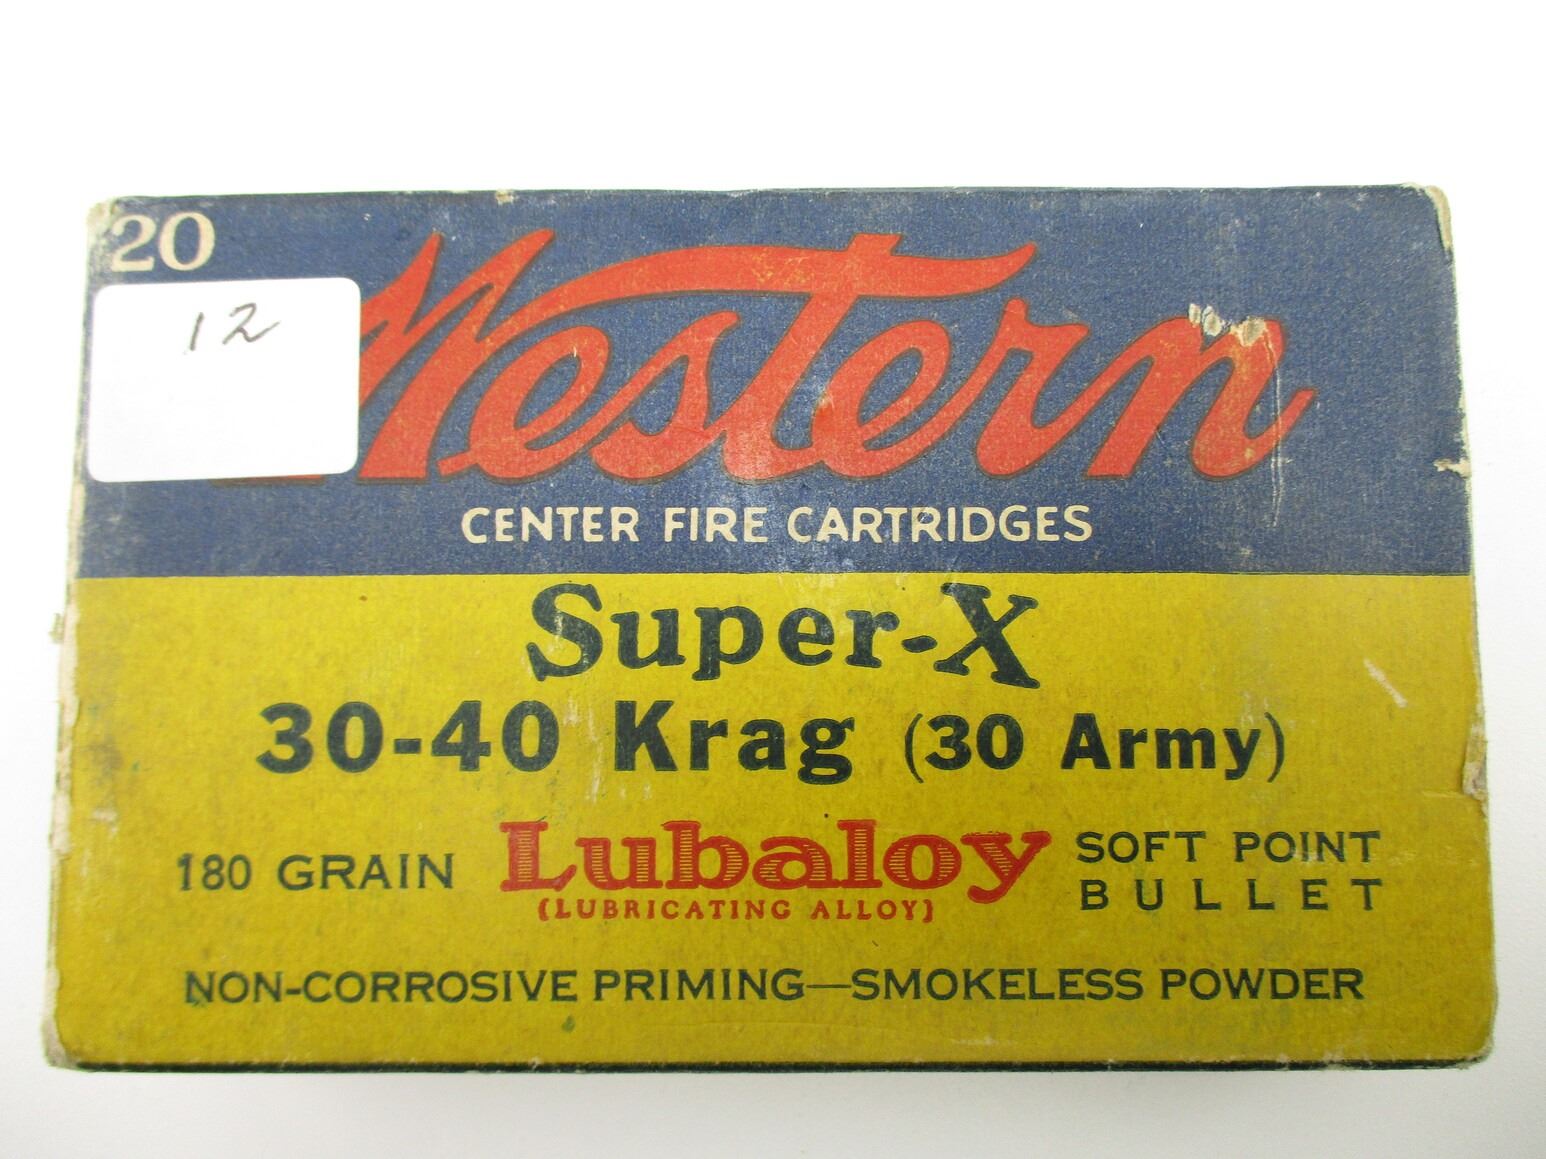 20
12
Western
CENTER FIRE CARTRIDGES
Super-X
30-40 Krag (30 Army)
180 GRAIN Lubaloy SOFT POINT
(LUBRICATING ALLOY) BULLET
NON-CORROSIVE PRIMING—SMOKELESS POWDER